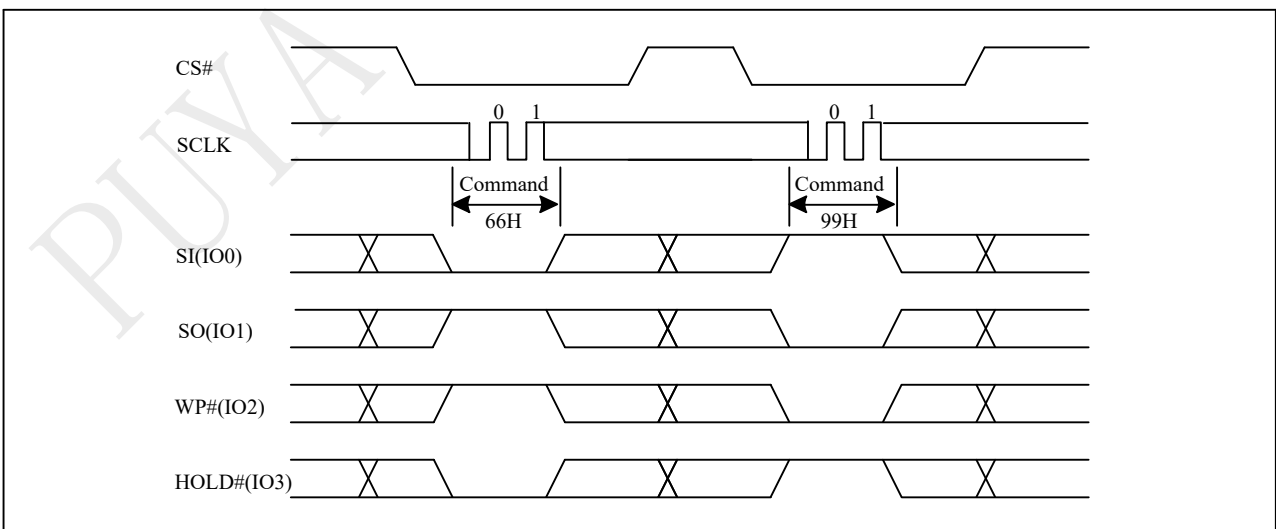 PUYA
CS#
0 1 0 1
SCLK
Command Command
66H 99H
SI(IO0)
SO(IO1)
WP#(IO2)
HOLD#(IO3)